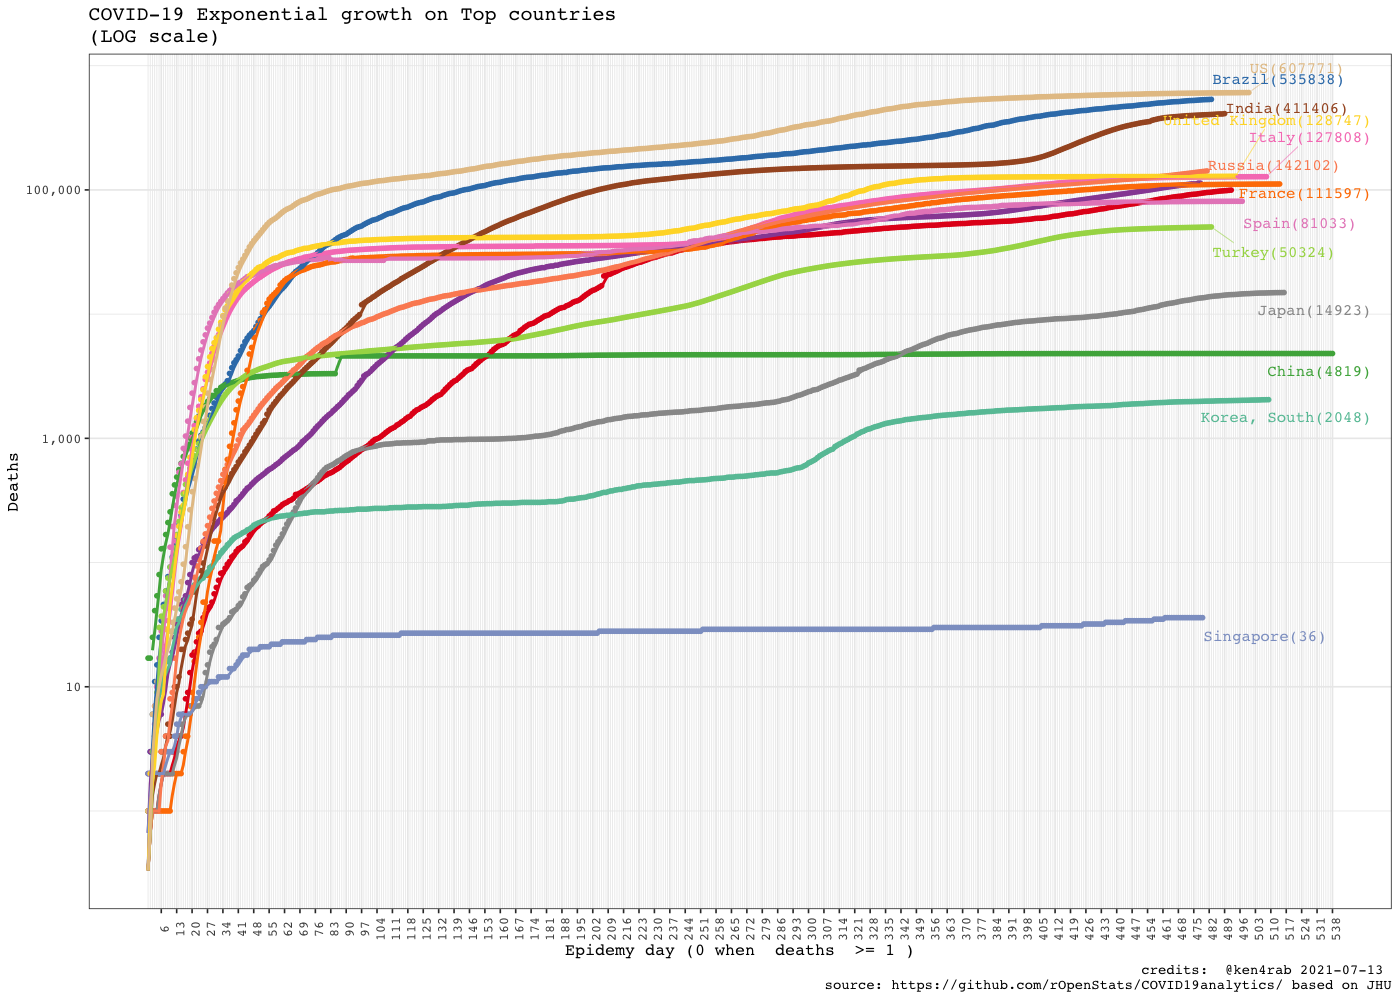 COVID-19 Exponential growth on Top countries
(LOG scale)
US(607771)
Brazil(535838)
India(411406)
United Kingdom(128747)
Italy(127808)
Russia(142102)
France(111597)
Spain(81033)
Turkey(50324)
Japan(14923)
China(4819)
Korea, South(2048)
Singapore(36)
100,000
1,000
10
Deaths
6 13 20 27 34 41 48 55 62 69 76 83 90 97 104 111 118 125 132 139 146 153 160 167 174 181 188 195 202 209 216 223 230 237 244 251 258 265 272 279 286 293 300 307 314 321 328 335 342 349 356 363 370 377 384 391 398 405 412 419 426 433 440 447 454 461 468 475 482 489 496 503 510 517 524 531 538
Epidemy day (0 when deaths >= 1 )
credits: @ken4rab 2021-07-13
source: https://github.com/rOpenStats/COVID19analytics/ based on JHU